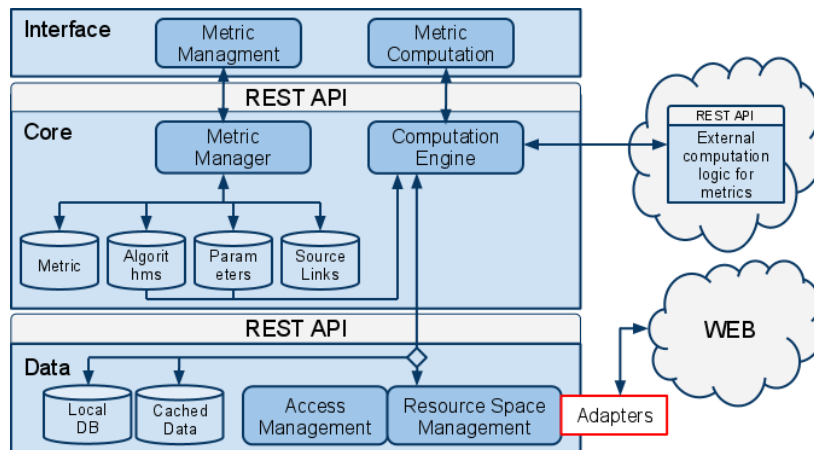 Interface
Metric
Managment
Metric
Computation
REST API
Core
Metric
Manager
Computation
Engine
REST API
External
computation
logic for
metrics
Metric
Algorit
hms
Param
eters
Source
Links
REST API
Data
WEB
Local
DB
Cached
Data
Access
Management
Resource Space
Management
Adapters